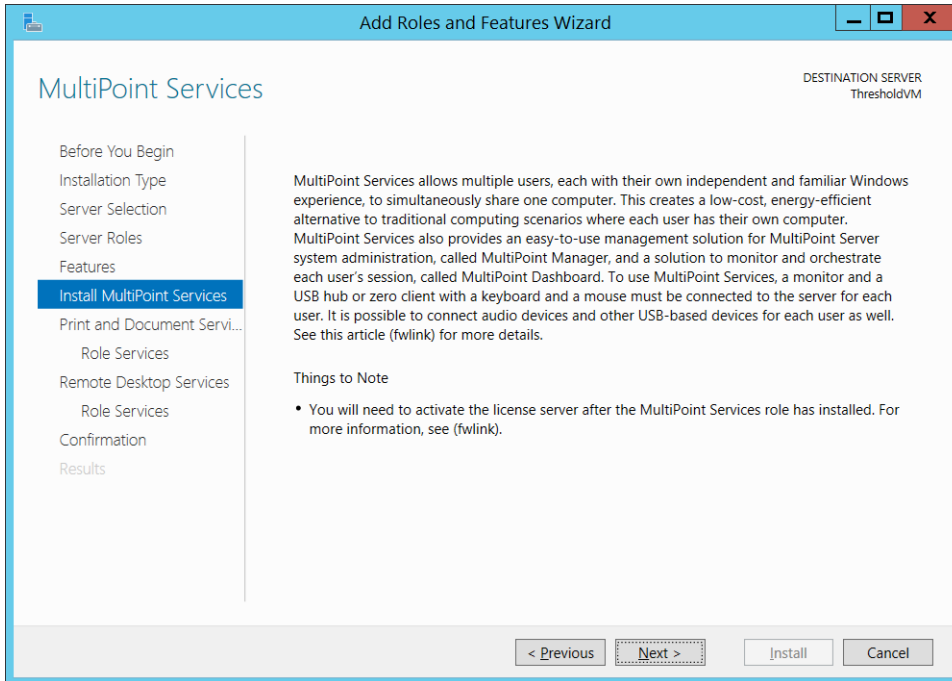 Add Roles and Features Wizard
MultiPoint Services
DESTINATION SERVER
ThresholdVM
Before You Begin
Installation Type
Server Selection
Server Roles
Features
Install MultiPoint Services
Print and Document Servi...
Role Services
Remote Desktop Services
Role Services
Confirmation
Results
MultiPoint Services allows multiple users, each with their own independent and familiar Windows
experience, to simultaneously share one computer. This creates a low-cost, energy-efficient
alternative to traditional computing scenarios where each user has their own computer.
MultiPoint Services also provides an easy-to-use management solution for MultiPoint Server
system administration, called MultiPoint Manager, and a solution to monitor and orchestrate
each user's session, called MultiPoint Dashboard. To use MultiPoint Services, a monitor and a
USB hub or zero client with a keyboard and a mouse must be connected to the server for each
user. It is possible to connect audio devices and other USB-based devices for each user as well.
See this article (fwlink) for more details.
Things to Note
• You will need to activate the license server after the MultiPoint Services role has installed. For
more information, see (fwlink).
< Previous
Next >
Install
Cancel